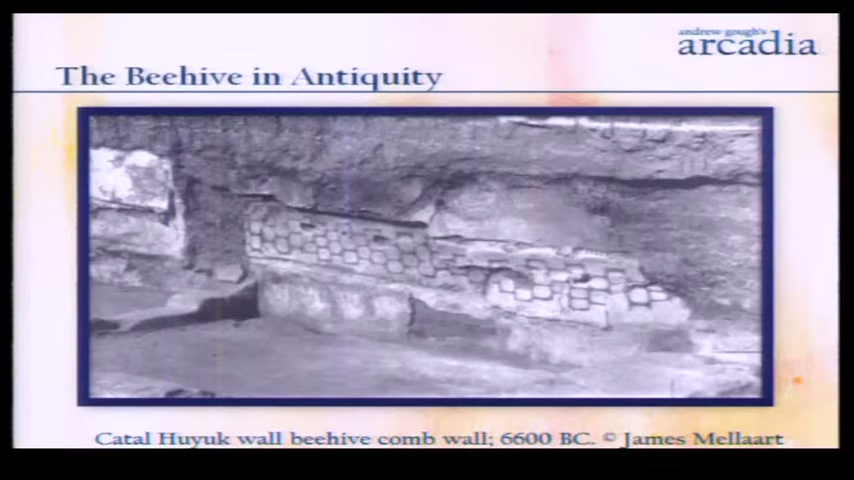 andrew gough's
arcadia
The Beehive in Antiquity
Catal Huyuk wall beehive comb wall; 6600 BC. © James Mellaart